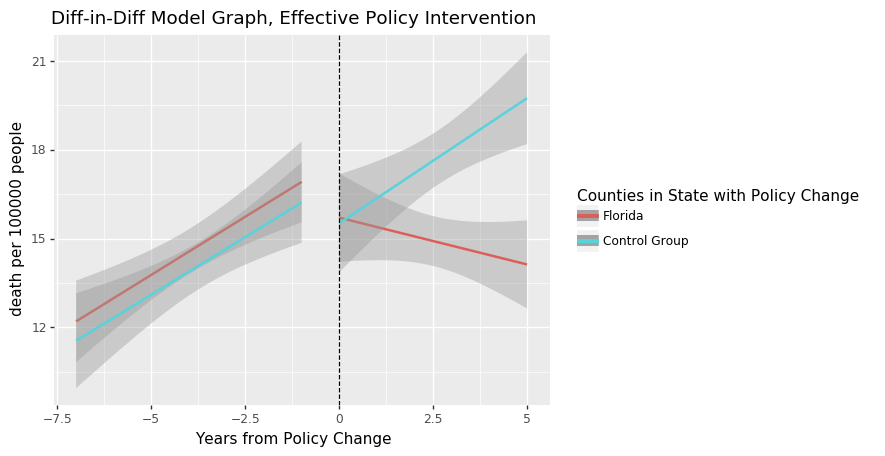 Diff-in-Diff Model Graph, Effective Policy Intervention
death per 100000 people
21
18
15
12
−7.5
−5
−2.5
0
2.5
5
Years from Policy Change
Counties in State with Policy Change
Florida
Control Group